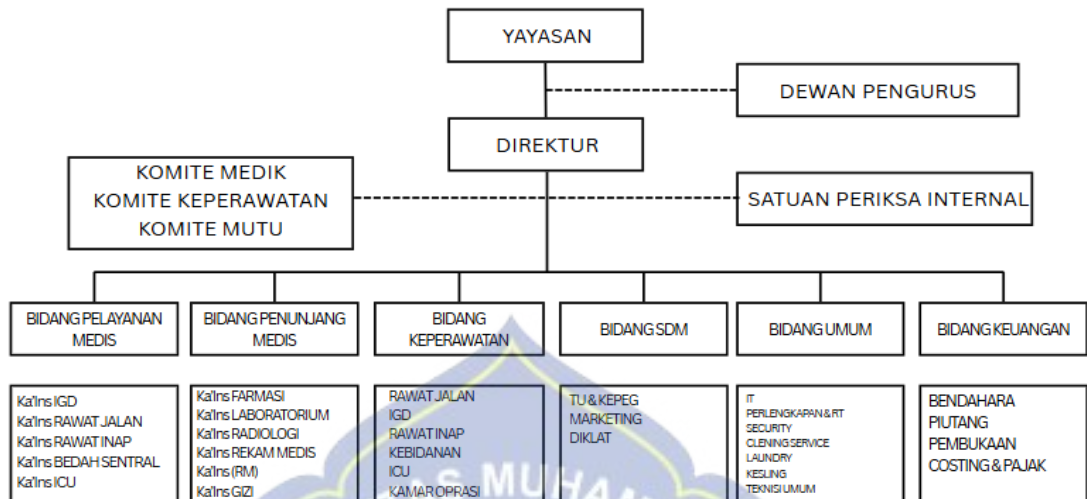 YAYASAN
DEWAN PENGURUS
DIREKTUR
KOMITE MEDIK
KOMITE KEPERAWATAN
KOMITE MUTU
SATUAN PERIKSA INTERNAL
BIDANG PELAYANAN
MEDIS
BIDANG PENUNJANG
MEDIS
BIDANG
KEPERAWATAN
BIDANG SDM
BIDANG UMUM
BIDANG KEUANGAN
Ka'Ins IGD
Ka'Ins RAWAT JALAN
Ka'Ins RAWAT INAP
Ka'Ins BEDAH SENTRAL
Ka'Ins ICU
Ka'Ins FARMASI
Ka'Ins LABORATORIUM
Ka'Ins RADIOLOGI
Ka'Ins REKAM MEDIS
Ka'Ins (RM)
Ka'Ins GIZI
RAWAT JALAN
IGD
RAWAT INAP
KEBIDANAN
ICU
KAMAR OPRASI
TU & KEPEG
MARKETING
DIKLAT
IT
PERLENGKAPAN & RT
SECURITY
CLENING SERVICE
LAUNDRY
KESLING
TEKNISI UMUM
BENDAHARA
PIUTANG
PEMBUKAAN
COSTING & PAJAK